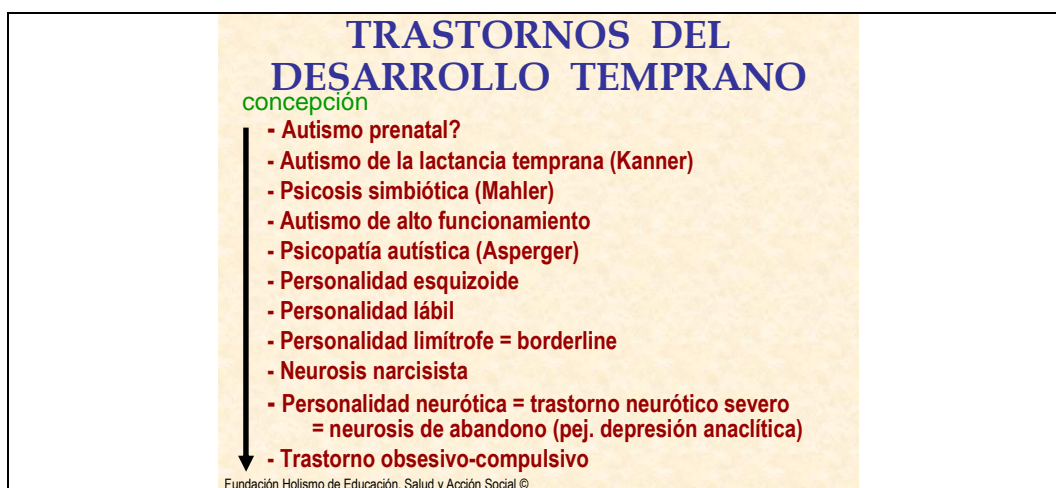 TRASTORNOS DEL
DESARROLLO TEMPRANO
concepción
- Autismo prenatal?
- Autismo de la lactancia temprana (Kanner)
- Psicosis simbiótica (Mahler)
- Autismo de alto funcionamiento
- Psicopatía autística (Asperger)
- Personalidad esquizoide
- Personalidad lábil
- Personalidad limítrofe = borderline
- Neurosis narcisista
- Personalidad neurótica = trastorno neurótico severo
= neurosis de abandono (pej. depresión anaclítica)
- Trastorno obsesivo-compulsivo
Fundación Holismo de Educación, Salud y Acción Social ©